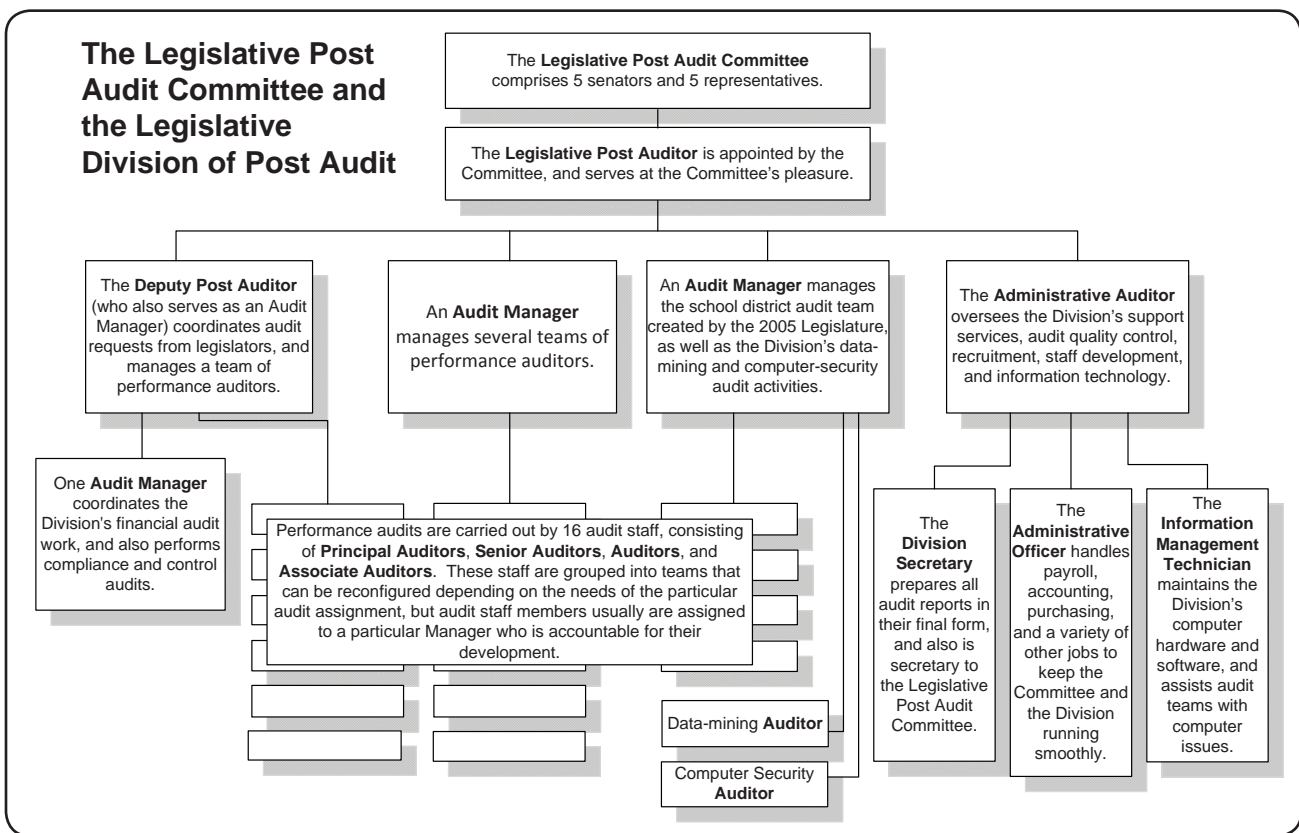 The Legislative Post
Audit Committee and
the Legislative
Division of Post Audit
The Legislative Post Audit Committee
comprises 5 senators and 5 representatives.
The Legislative Post Auditor is appointed by the
Committee, and serves at the Committee's pleasure.
The Deputy Post Auditor
(who also serves as an Audit
Manager) coordinates audit
requests from legislators, and
manages a team of
performance auditors.
An Audit Manager
manages several teams of
performance auditors.
An Audit Manager manages
the school district audit team
created by the 2005 Legislature,
as well as the Division's data-
mining and computer-security
audit activities.
The Administrative Auditor
oversees the Division's support
services, audit quality control,
recruitment, staff development,
and information technology.
One Audit Manager
coordinates the
Division's financial audit
work, and also performs
compliance and control
audits.
Performance audits are carried out by 16 audit staff, consisting
of Principal Auditors, Senior Auditors, Auditors, and
Associate Auditors. These staff are grouped into teams that
can be reconfigured depending on the needs of the particular
audit assignment, but audit staff members usually are assigned
to a particular Manager who is accountable for their
development.
Data-mining Auditor
Computer Security
Auditor
The
Division
Secretary
prepares all
audit reports in
their final form,
and also is
secretary to
the Legislative
Post Audit
Committee.
The
Administrative
Officer handles
payroll,
accounting,
purchasing,
and a variety of
other jobs to
keep the
Committee and
the Division
running
smoothly.
The
Information
Management
Technician
maintains the
Division's
computer
hardware and
software, and
assists audit
teams with
computer
issues.